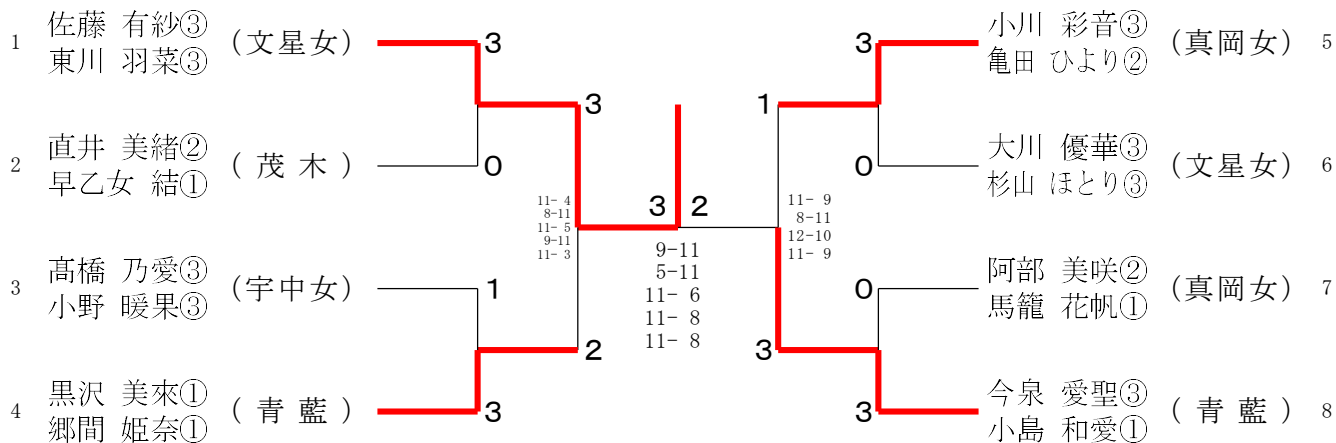 1 佐藤 有紗③
東川 羽菜③
(文星女)
3
2 直井 美緒②
早乙女 結①
(茂木)
0
3 髙橋 乃愛③
小野 暖果③
(宇中女)
1
4 黒沢 美來①
郷間 姫奈①
(青藍)
3
3
2
11- 4
8-11
11- 5
9-11
11- 3
3 2
9-11
5-11
11- 6
11- 8
11- 8
1
3
11- 9
8-11
12-10
11- 9
3
小川 彩音③
亀田 ひより②
(真岡女) 5
0
大川 優華③
杉山 ほとり③
(文星女) 6
0
阿部 美咲②
馬籠 花帆①
(真岡女) 7
3
今泉 愛聖③
小島 和愛①
(青藍) 8